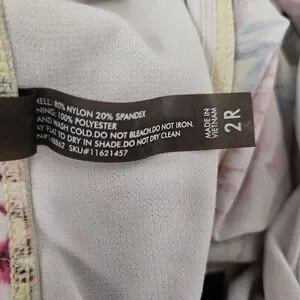 HELL: 80% NYLON 20% SPANDEX
NING: 100% POLYESTER
AND WASH COLD.DO NOT BLEACH.DO NOT IRON.
AY FLAT TO DRY IN SHADE.DO NOT DRY CLEAN
SKU#11621457
MADE IN
VIETNAM
2R